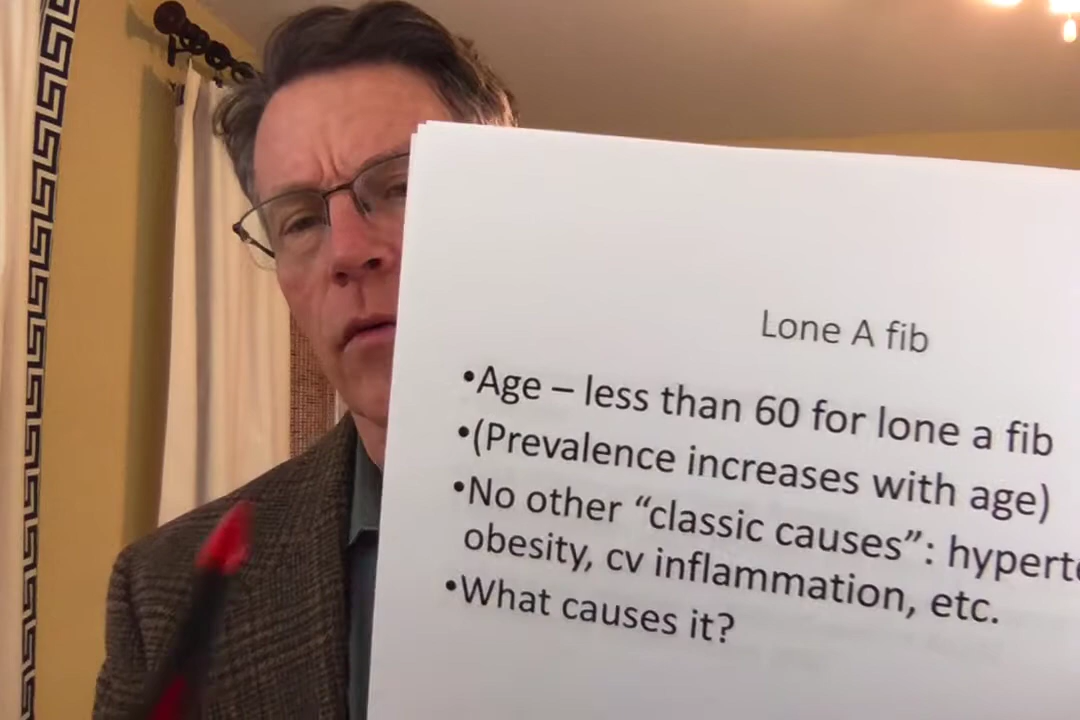 Lone A fib
•Age – less than 60 for lone a fib
•(Prevalence increases with age)
•No other “classic causes”: hyperte
obesity, cv inflammation, etc.
•What causes it?